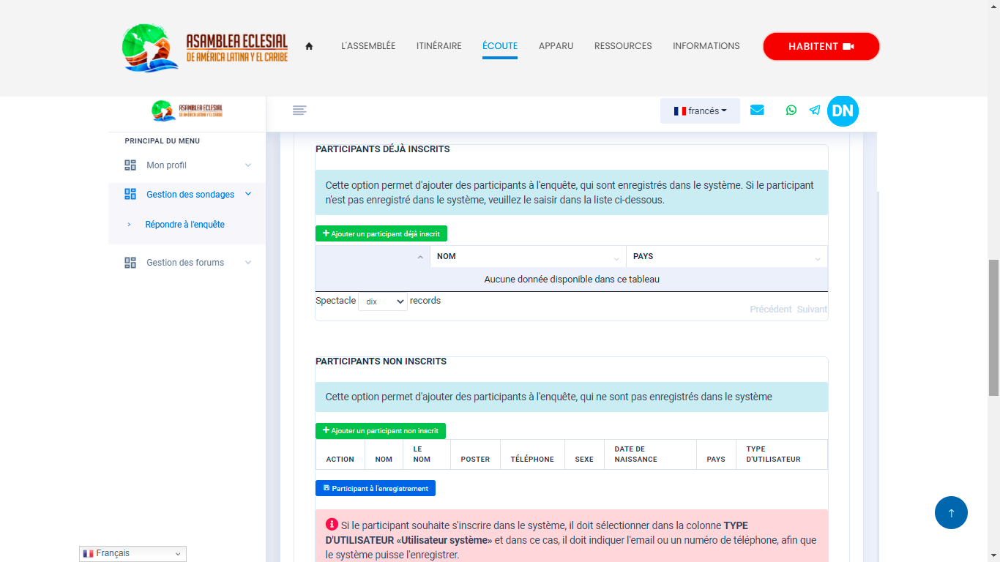 ASAMBLEA ECLESIAL
DE AMÉRICA LATINA Y EL CARIBE
L'ASSEMBLÉE ITINÉRAIRE ÉCOUTE APPARU RESSOURCES INFORMATIONS
HABITENT
ASAMBLEA ECLESIAL
DE AMÉRICA LATINA Y EL CARIBE
francés
DN
PRINCIPAL DU MENU
Mon profil
Gestion des sondages
Répondre à l'enquête
Gestion des forums
PARTICIPANTS DÉJÀ INSCRITS
Cette option permet d'ajouter des participants à l'enquête, qui sont enregistrés dans le système. Si le participant
n'est pas enregistré dans le système, veuillez le saisir dans la liste ci-dessous.
Ajouter un participant déjà inscrit
NOM PAYS
Aucune donnée disponible dans ce tableau
Spectacle dix records
Précédent Suivant
PARTICIPANTS NON INSCRITS
Cette option permet d'ajouter des participants à l'enquête, qui ne sont pas enregistrés dans le système
Ajouter un participant non inscrit
ACTION NOM LE NOM POSTER TÉLÉPHONE SEXE DATE DE NAISSANCE PAYS TYPE D'UTILISATEUR
Participant à l'enregistrement
Si le participant souhaite s'inscrire dans le système, il doit sélectionner dans la colonne TYPE
D'UTILISATEUR «Utilisateur système» et dans ce cas, il doit indiquer l'email ou un numéro de téléphone, afin que
le système puisse l'enregistrer.
Français